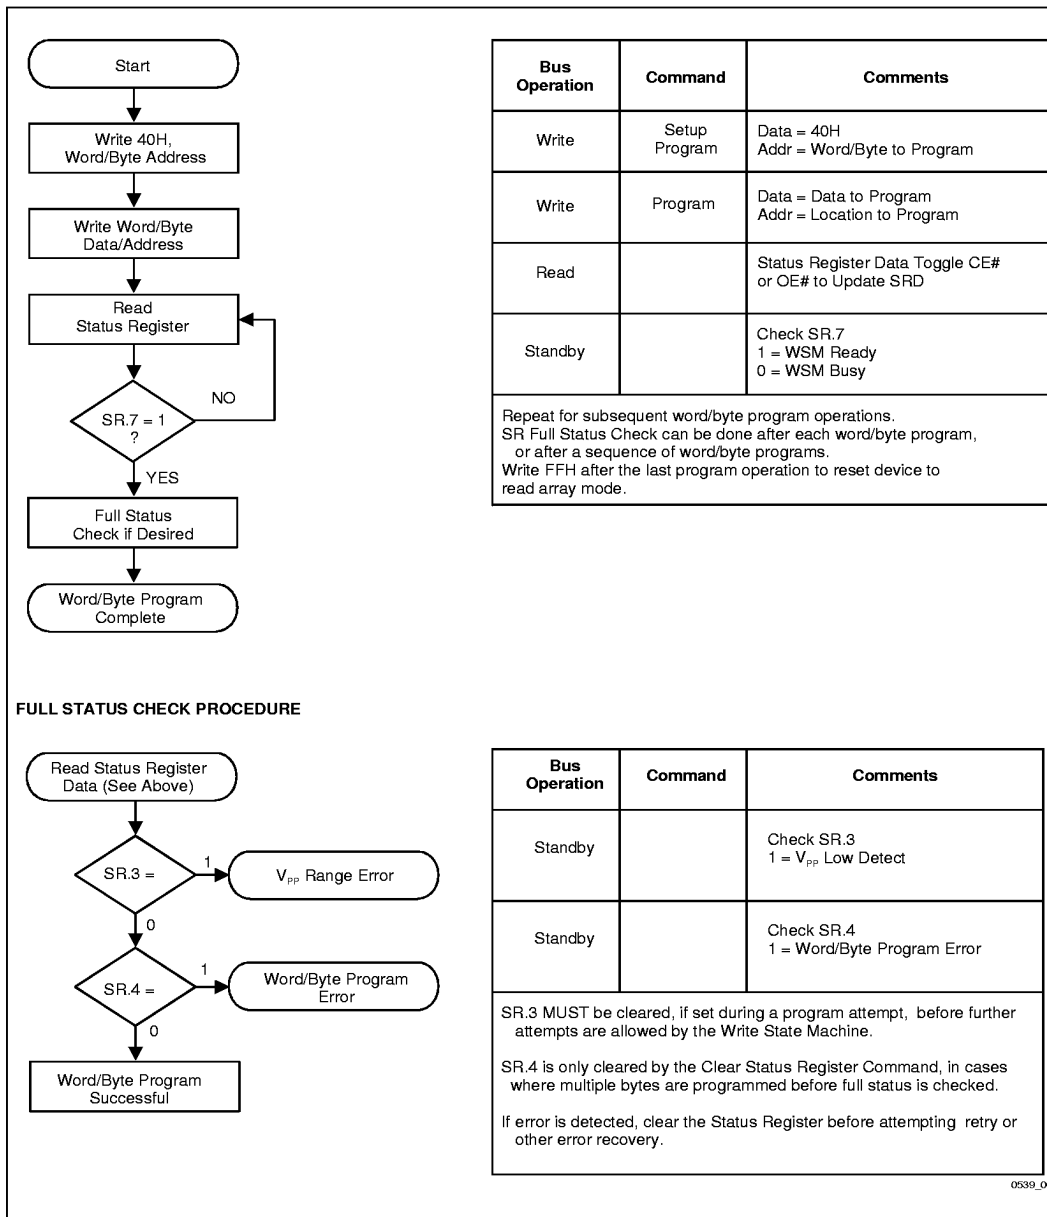 Start
Write 40H,
Word/Byte Address
Write Word/Byte
Data/Address
Read
Status Register
NO
SR.7 = 1
?
YES
Full Status
Check if Desired
Word/Byte Program
Complete
Bus
Operation
Command
Comments
Write
Setup
Program
Data = 40H
Addr = Word/Byte to Program
Write
Program
Data = Data to Program
Addr = Location to Program
Read
Status Register Data Toggle CE#
or OE# to Update SRD
Standby
Check SR.7
1 = WSM Ready
0 = WSM Busy
Repeat for subsequent word/byte program operations.
SR Full Status Check can be done after each word/byte program,
or after a sequence of word/byte programs.
Write FFH after the last program operation to reset device to
read array mode.
FULL STATUS CHECK PROCEDURE
Read Status Register
Data (See Above)
SR.3 =
1
VPP Range Error
0
SR.4 =
1
Word/Byte Program
Error
0
Word/Byte Program
Successful
Bus
Operation
Command
Comments
Standby
Check SR.3
1 = VPP Low Detect
Standby
Check SR.4
1 = Word/Byte Program Error
SR.3 MUST be cleared, if set during a program attempt, before further
attempts are allowed by the Write State Machine.
SR.4 is only cleared by the Clear Status Register Command, in cases
where multiple bytes are programmed before full status is checked.
If error is detected, clear the Status Register before attempting retry or
other error recovery.